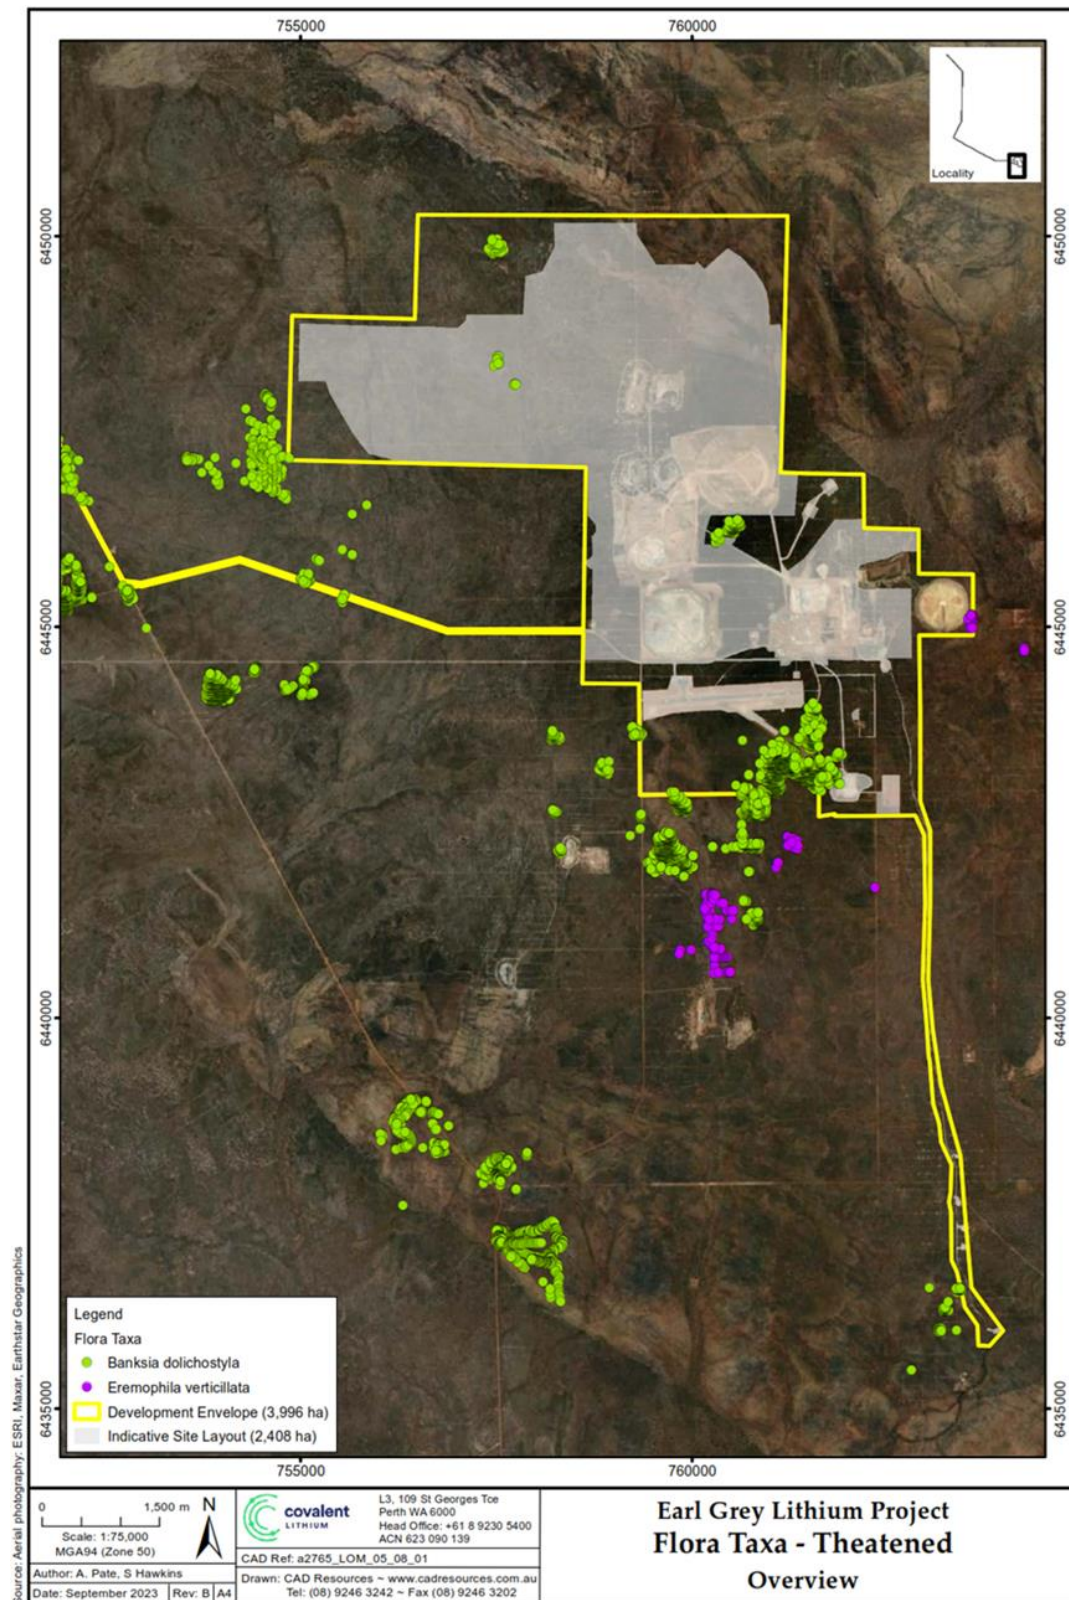 755000
760000
Locality
6450000
6450000
6445000
6445000
6440000
6440000
6435000
6435000
Source: Aerial photography: ESRI, Maxar, Earthstar Geographics
Legend
Flora Taxa
Banksia dolichostyla
Eremophila verticillata
Development Envelope (3,996 ha)
Indicative Site Layout (2,408 ha)
755000
760000
0 1,500 m N
Scale: 1:75,000
MGA94 (Zone 50)
Author: A. Pate, S Hawkins
Date: September 2023 Rev: B A4
covalent
LITHIUM
L3, 109 St Georges Tce
Perth WA 6000
Head Office: +61 8 9230 5400
ACN 623 090 139
CAD Ref: a2765_LOM_05_08_01
Drawn: CAD Resources ~ www.cadresources.com.au
Tel: (08) 9246 3242 ~ Fax (08) 9246 3202
Earl Grey Lithium Project
Flora Taxa - Theatened
Overview